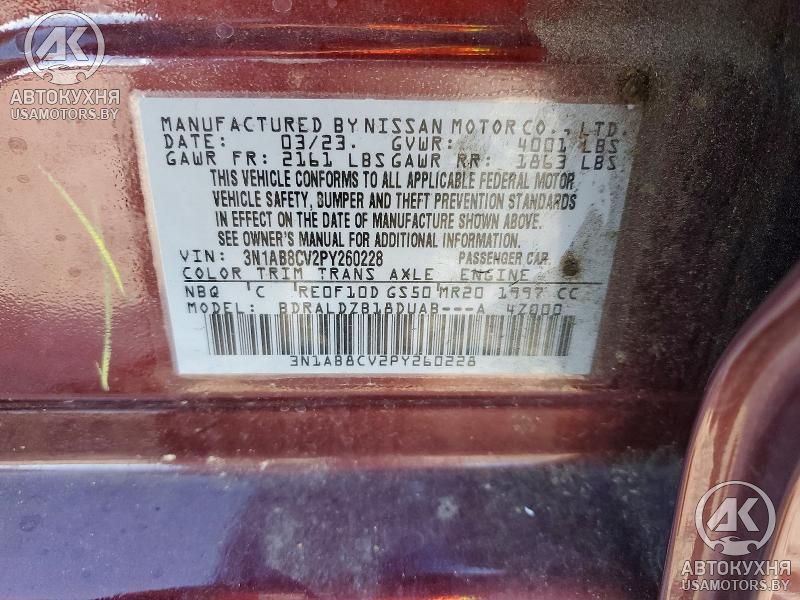 АК
АВТОКУХНЯ
USAMOTORS.BY
MANUFACTURED BY NISSAN MOTOR CO., LTD.
DATE: 03/23. GVWR: 4001 LBS
GAWR FR: 2161 LBS GAWR RR: 1863 LBS
THIS VEHICLE CONFORMS TO ALL APPLICABLE FEDERAL MOTOR
VEHICLE SAFETY, BUMPER AND THEFT PREVENTION STANDARDS
IN EFFECT ON THE DATE OF MANUFACTURE SHOWN ABOVE.
SEE OWNER'S MANUAL FOR ADDITIONAL INFORMATION.
VIN: 3N1AB8CV2PY260228 PASSENGER CAR
COLOR TRIM TRANS AXLE ENGINE
NBQ 'C 'RE0F10D GS50 MR20 1997 CC
MODEL: BDRALDZB18DUAB---A 4Z000
3N1AB8CV2PY260228
АК
АВТОКУХНЯ
USAMOTORS.BY